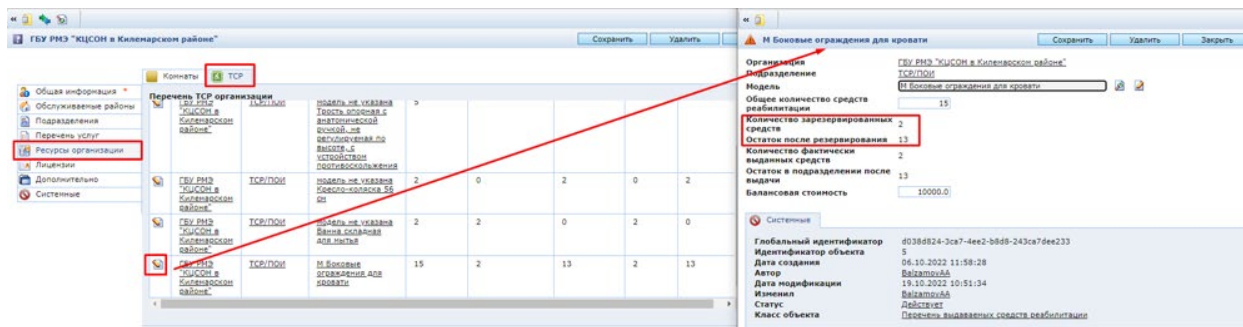 «
ГБУ РМЭ "КЦСОН в Килемарском районе"
Сохранить Удалить
Комнаты ТСР
Общая информация *
Обслуживаемые районы
Подразделения
Перечень услуг
Ресурсы организации
Лицензии
Дополнительно
Системные
Перечень ТСР организации
ГБУ РМЭ ТСР/ПОИ модель не указана 5
"КЦСОН в Трость опорная с
Килемарском анатомической
районе" ручкой, не
регулируемая по
высоте, с
устройством
противоскольжения
ГБУ РМЭ ТСР/ПОИ модель не указана 2 0 2 0 2
"КЦСОН в Кресло-коляска 56
Килемарском см
районе"
ГБУ РМЭ ТСР/ПОИ модель не указана 2 2 0 2 0
"КЦСОН в Ванна складная
Килемарском для мытья
районе"
ГБУ РМЭ ТСР/ПОИ М Боковые 15 2 13 2 13
"КЦСОН в ограждения для
Килемарском кровати
районе"
«
М Боковые ограждения для кровати
Сохранить Удалить Закрыть
Организация ГБУ РМЭ "КЦСОН в Килемарском районе"
Подразделение ТСР/ПОИ
Модель М Боковые ограждения для кровати
Общее количество средств
реабилитации 15
Количество зарезервированных
средств 2
Остаток после резервирования 13
Количество фактически
выданных средств 2
Остаток в подразделении после
выдачи 13
Балансовая стоимость 10000.0
Системные
Глобальный идентификатор d038d824-3ca7-4ee2-b8d8-243ca7dee233
Идентификатор объекта 5
Дата создания 06.10.2022 11:58:28
Автор BalzamovAA
Дата модификации 19.10.2022 10:51:34
Изменил BalzamovAA
Статус Действует
Класс объекта Перечень выдаваемых средств реабилитации